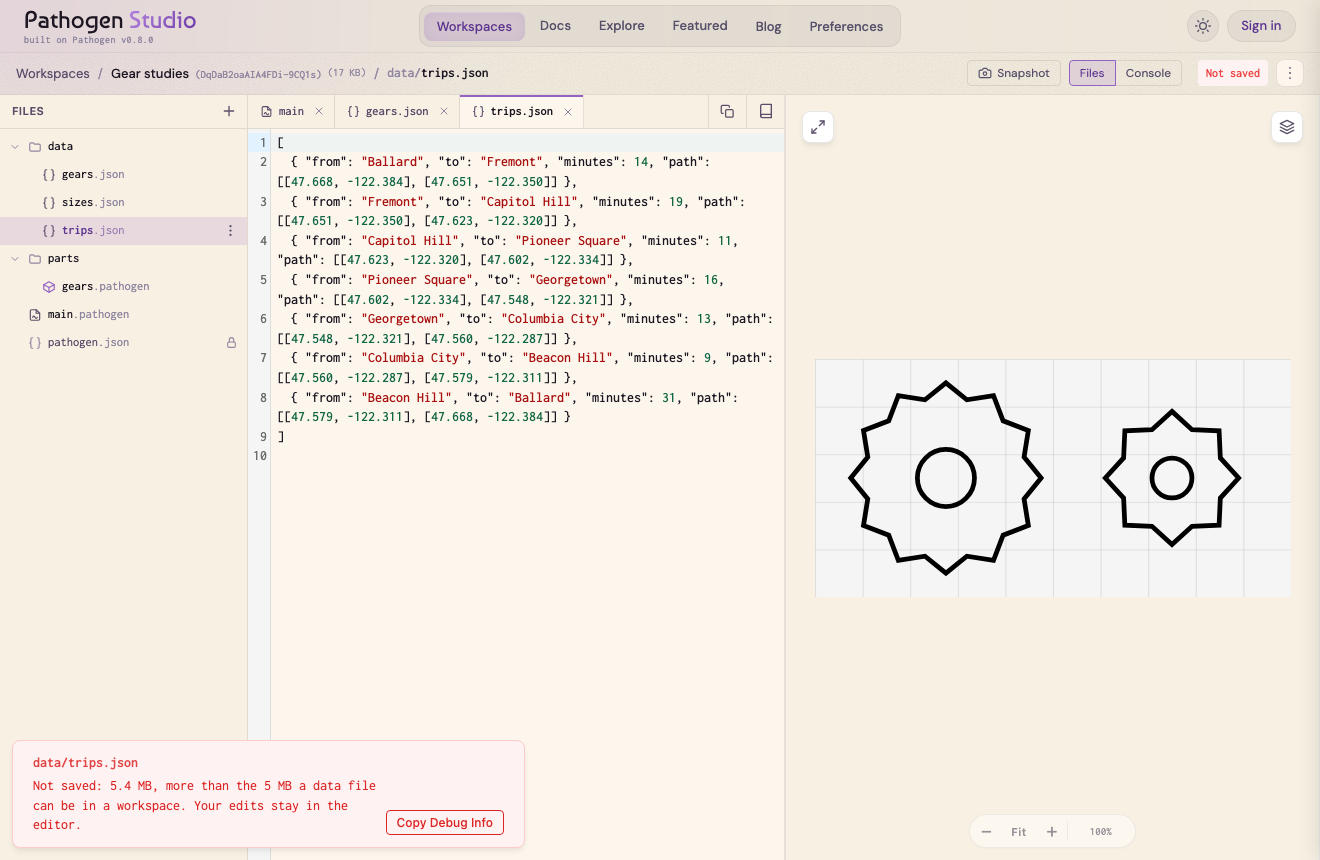 Pathogen Studio
built on Pathogen v0.8.0
Workspaces
Docs
Explore
Featured
Blog
Preferences
Sign in
Workspaces / Gear studies (DqDaB2oaAIA4FDi-9CQ1s) (17 KB) / data/trips.json
Snapshot
Files
Console
Not saved
FILES
main
{} gears.json
{} trips.json
data
{} gears.json
{} sizes.json
{} trips.json
parts
gears.pathogen
main.pathogen
{} pathogen.json
1 [
2 { "from": "Ballard", "to": "Fremont", "minutes": 14, "path":
[[47.668, -122.384], [47.651, -122.350]] },
3 { "from": "Fremont", "to": "Capitol Hill", "minutes": 19, "path":
[[47.651, -122.350], [47.623, -122.320]] },
4 { "from": "Capitol Hill", "to": "Pioneer Square", "minutes": 11,
"path": [[47.623, -122.320], [47.602, -122.334]] },
5 { "from": "Pioneer Square", "to": "Georgetown", "minutes": 16,
"path": [[47.602, -122.334], [47.548, -122.321]] },
6 { "from": "Georgetown", "to": "Columbia City", "minutes": 13, "path":
[[47.548, -122.321], [47.560, -122.287]] },
7 { "from": "Columbia City", "to": "Beacon Hill", "minutes": 9, "path":
[[47.560, -122.287], [47.579, -122.311]] },
8 { "from": "Beacon Hill", "to": "Ballard", "minutes": 31, "path":
[[47.579, -122.311], [47.668, -122.384]] }
9 ]
10
data/trips.json
Not saved: 5.4 MB, more than the 5 MB a data file
can be in a workspace. Your edits stay in the
editor.
Copy Debug Info
Fit
100%